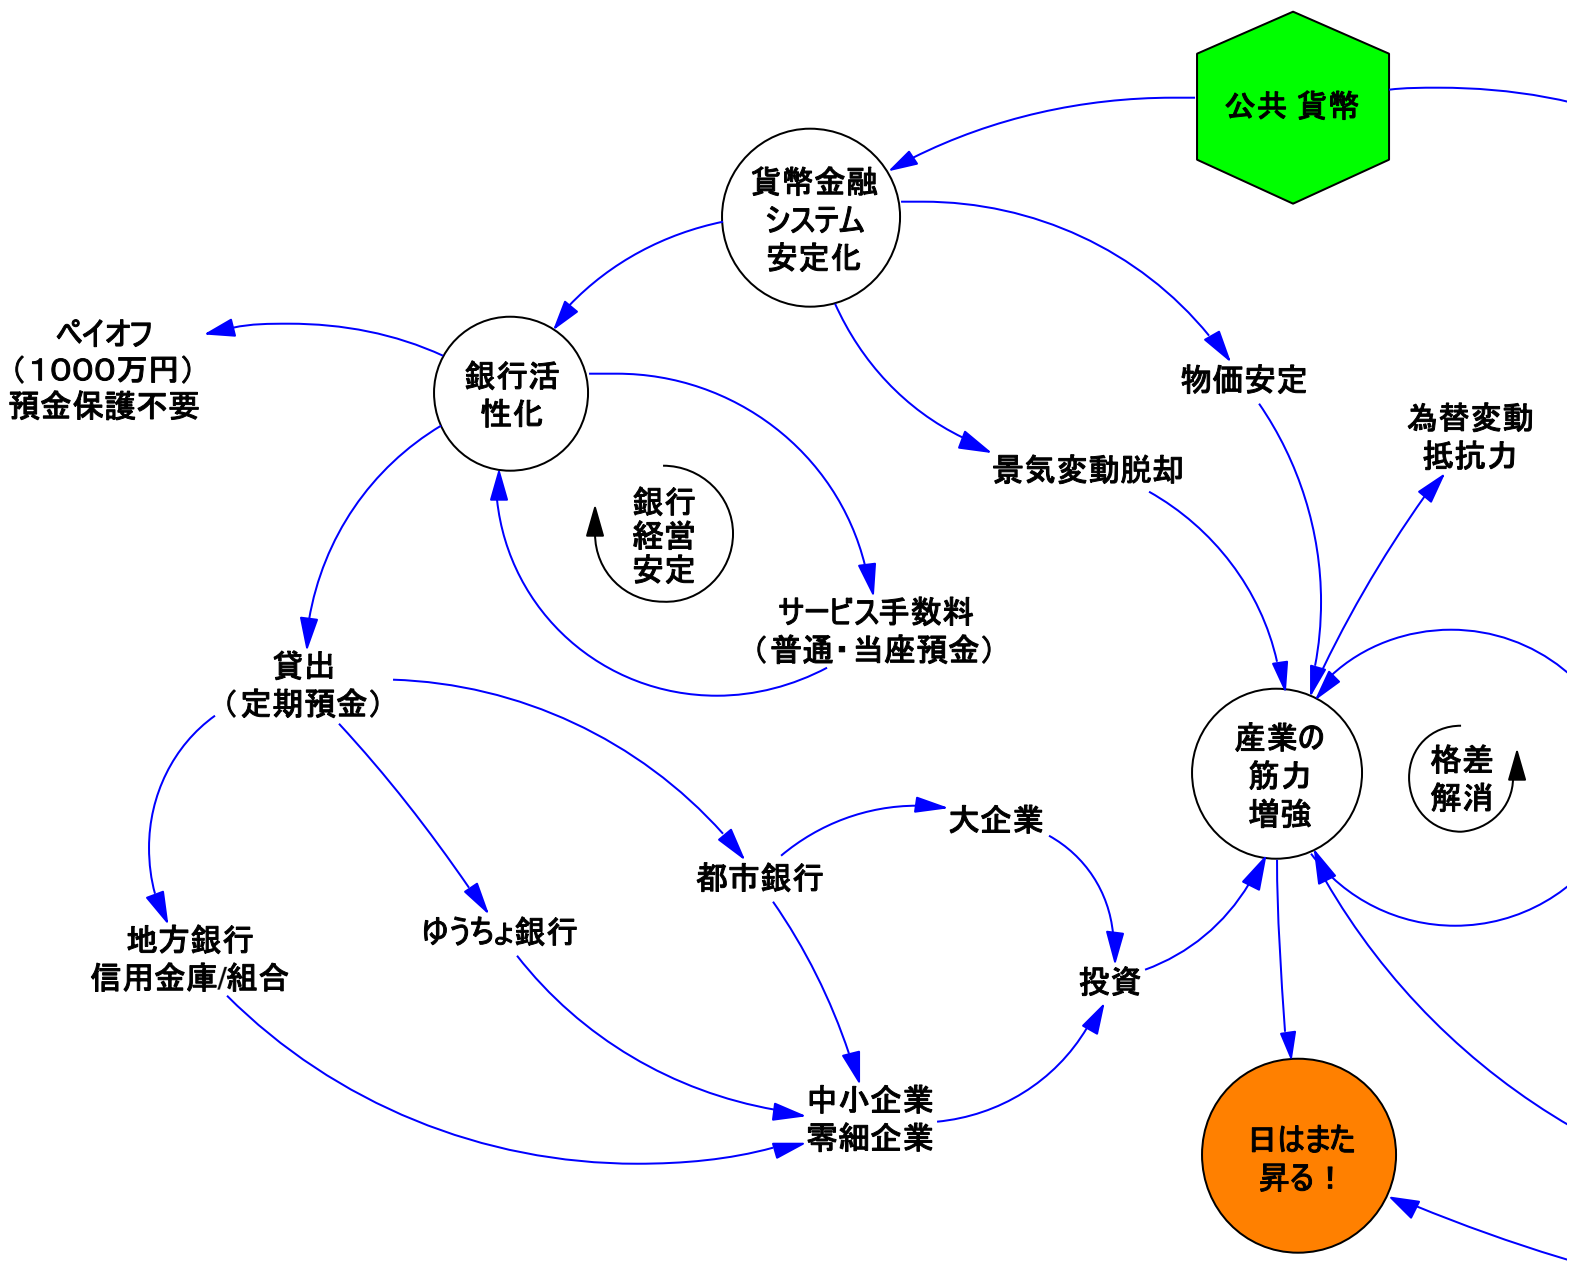 公共 貨幣
貨幣金融
システム
安定化
ペイオフ
（１０００万円）
預金保護不要
銀行活
性化
物価安定
為替変動
抵抗力
景気変動脱却
銀行
経営
安定
サービス手数料
（普通・当座預金）
貸出
（定期預金）
産業の
筋力
増強
格差
解消
大企業
都市銀行
ゆうちょ銀行
地方銀行
信用金庫/組合
投資
中小企業
零細企業
日はまた
昇る！